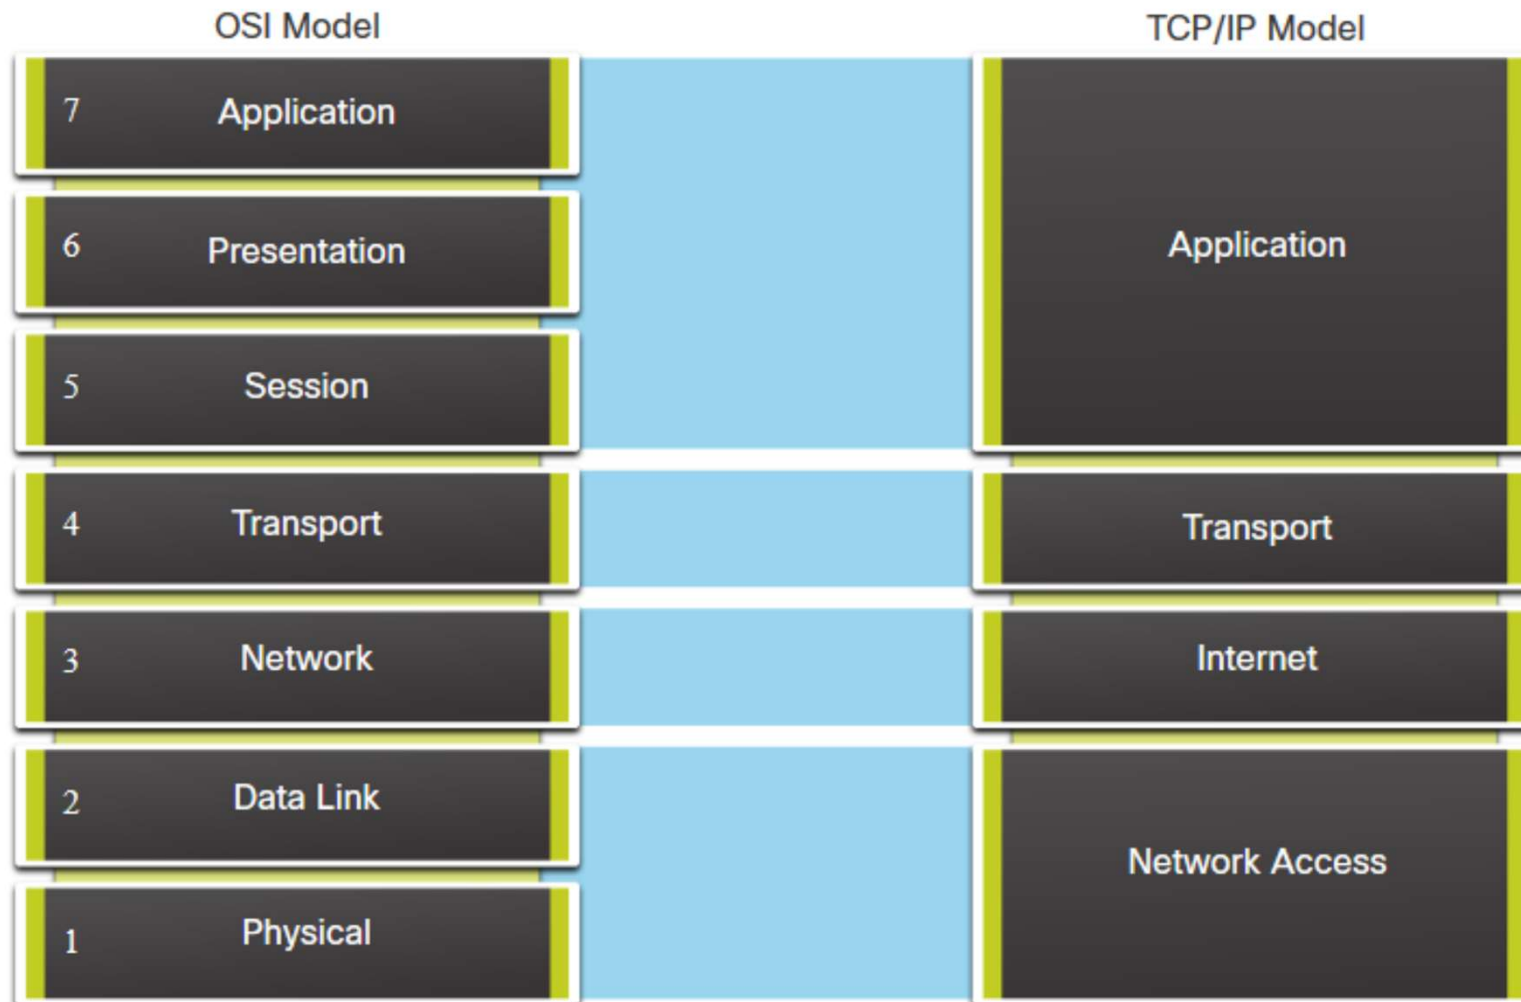 OSI Model
7 Application
6 Presentation
5 Session
4 Transport
3 Network
2 Data Link
1 Physical
TCP/IP Model
Application
Transport
Internet
Network Access